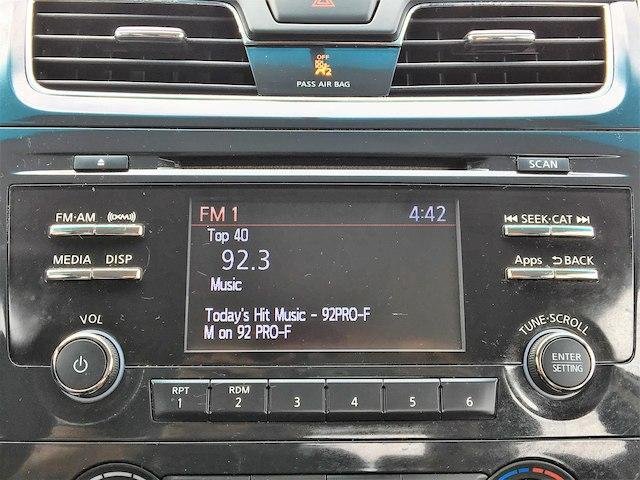 OFF
2
PASS AIR BAG
SCAN
FM·AM
((XM))
SEEK·CAT
MEDIA DISP
Apps BACK
FM 1 4:42
Top 40
92.3
Music
Today's Hit Music - 92PRO-F
M on 92 PRO-F
VOL
TUNE·SCROLL
ENTER
SETTING
RPT
1
RDM
2
3
4
5
6